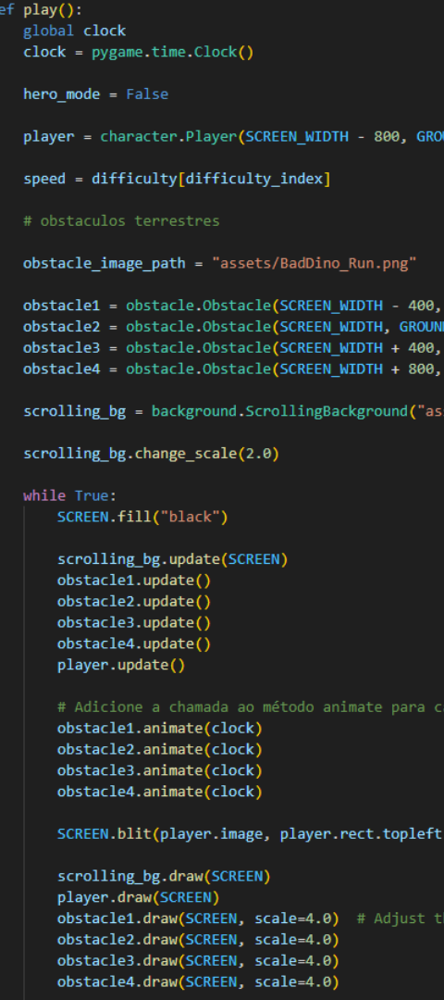 ef play():
global clock
clock = pygame.time.Clock()
hero_mode = False
player = character.Player(SCREEN_WIDTH - 800, GROU
speed = difficulty[difficulty_index]
# obstaculos terrestres
obstacle_image_path = "assets/BadDino_Run.png"
obstacle1 = obstacle.Obstacle(SCREEN_WIDTH - 400,
obstacle2 = obstacle.Obstacle(SCREEN_WIDTH, GROUN
obstacle3 = obstacle.Obstacle(SCREEN_WIDTH + 400,
obstacle4 = obstacle.Obstacle(SCREEN_WIDTH + 800,
scrolling_bg = background.ScrollingBackground("as
scrolling_bg.change_scale(2.0)
while True:
SCREEN.fill("black")
scrolling_bg.update(SCREEN)
obstacle1.update()
obstacle2.update()
obstacle3.update()
obstacle4.update()
player.update()
# Adicione a chamada ao método animate para c
obstacle1.animate(clock)
obstacle2.animate(clock)
obstacle3.animate(clock)
obstacle4.animate(clock)
SCREEN.blit(player.image, player.rect.topleft
scrolling_bg.draw(SCREEN)
player.draw(SCREEN)
obstacle1.draw(SCREEN, scale=4.0)  # Adjust th
obstacle2.draw(SCREEN, scale=4.0)
obstacle3.draw(SCREEN, scale=4.0)
obstacle4.draw(SCREEN, scale=4.0)